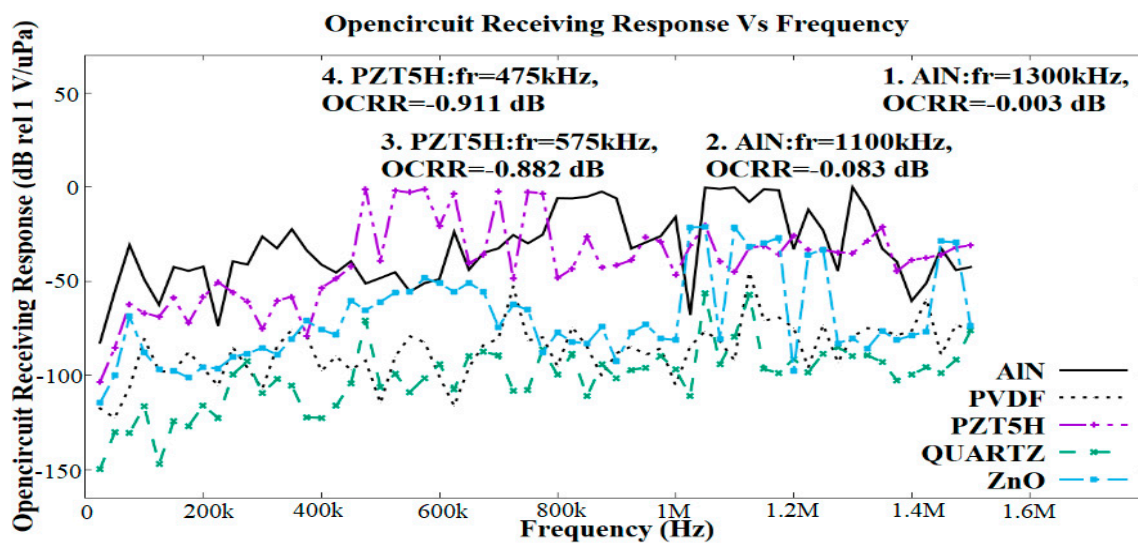 Opencircuit Receiving Response Vs Frequency
Opencircuit Receiving Response (dB rel 1 V/uPa)
4. PZT5H:fr=475kHz,
OCRR=-0.911 dB
1. AlN:fr=1300kHz,
OCRR=-0.003 dB
3. PZT5H:fr=575kHz,
OCRR=-0.882 dB
2. AlN:fr=1100kHz,
OCRR=-0.083 dB
50
0
-50
-100
-150
AlN
PVDF
PZT5H
QUARTZ
ZnO
0 200k 400k 600k 800k 1M 1.2M 1.4M 1.6M
Frequency (Hz)